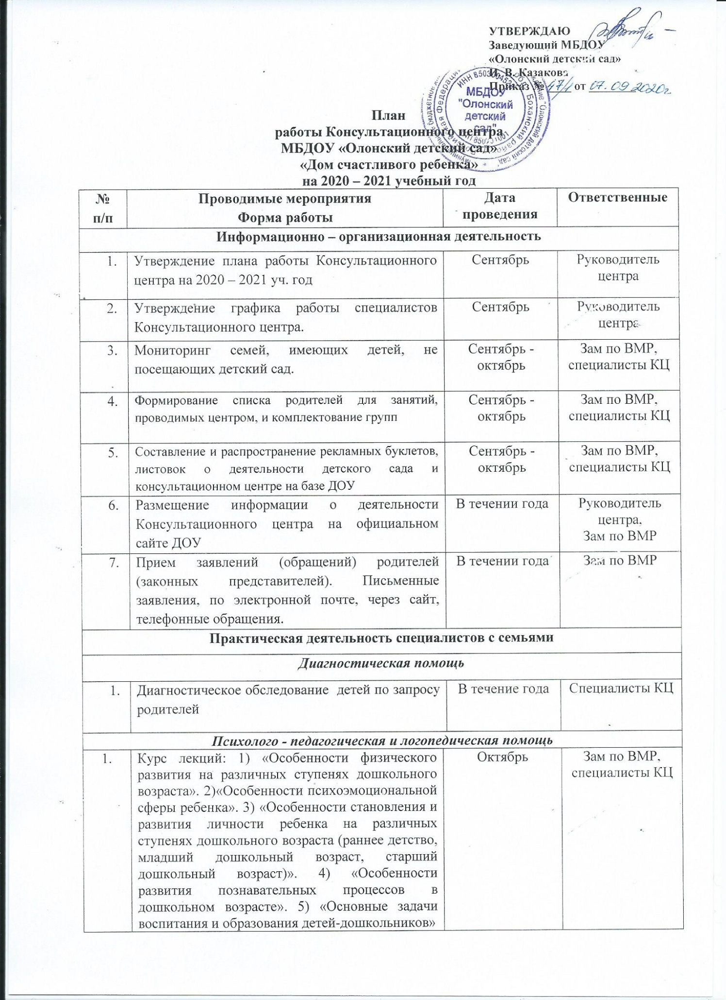 УТВЕРЖДАЮ
Заведующий МБДОУ
«Олонский детский сад»
И. В. Казакова
Приказ № 47/1 от 07.09.2020г
ИНН 850300452
МБДОУ
"Олонский
детский
сад"
План
работы Консультационного центра
МБДОУ «Олонский детский сад»
«Дом счастливого ребенка»
на 2020 – 2021 учебный год
№ Проводимые мероприятия Дата Ответственные
п/п Форма работы проведения
Информационно – организационная деятельность
1. Утверждение плана работы Консультационного Сентябрь Руководитель
центра на 2020 – 2021 уч. год центра
2. Утверждение графика работы специалистов Сентябрь Руководитель
Консультационного центра. центра
3. Мониторинг семей, имеющих детей, не Сентябрь - Зам по ВМР,
посещающих детский сад. октябрь специалисты КЦ
4. Формирование списка родителей для занятий, Сентябрь - Зам по ВМР,
проводимых центром, и комплектование групп октябрь специалисты КЦ
5. Составление и распространение рекламных буклетов, Сентябрь - Зам по ВМР,
листовок о деятельности детского сада и октябрь специалисты КЦ
консультационном центре на базе ДОУ
6. Размещение информации о деятельности В течении года Руководитель
Консультационного центра на официальном центра,
сайте ДОУ Зам по ВМР
7. Прием заявлений (обращений) родителей В течении года Зам по ВМР
(законных представителей). Письменные
заявления, по электронной почте, через сайт,
телефонные обращения.
Практическая деятельность специалистов с семьями
Диагностическая помощь
1. Диагностическое обследование детей по запросу В течение года Специалисты КЦ
родителей
Психолого - педагогическая и логопедическая помощь
1. Курс лекций: 1) «Особенности физического Октябрь Зам по ВМР,
развития на различных ступенях дошкольного специалисты КЦ
возраста». 2)«Особенности психоэмоциональной
сферы ребенка». 3) «Особенности становления и
развития личности ребенка на различных
ступенях дошкольного возраста (раннее детство,
младший дошкольный возраст, старший
дошкольный возраст)». 4) «Особенности
развития познавательных процессов в
дошкольном возрасте». 5) «Основные задачи
воспитания и образования детей-дошкольников»